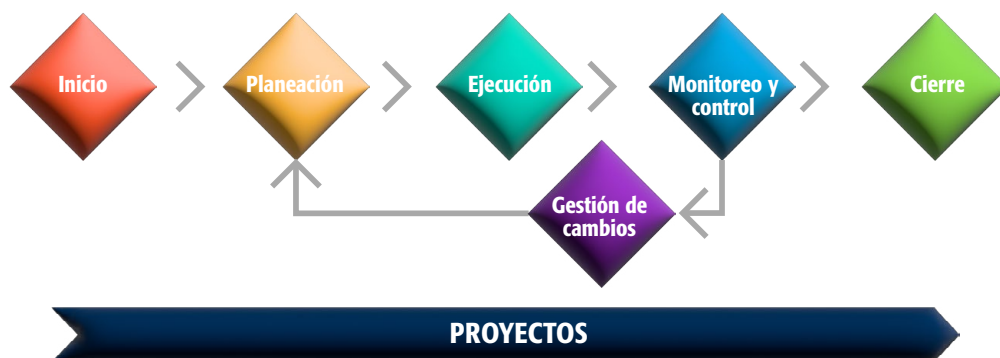 Inicio
Planeación
Ejecución
Monitoreo y
control
Cierre
Gestión de
cambios
PROYECTOS